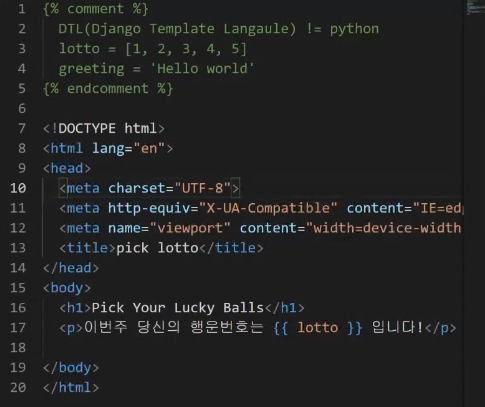 1 {% comment %}
2 DTL(Django Template Langaule) != python
3 lotto = [1, 2, 3, 4, 5]
4 greeting = 'Hello world'
5 {% endcomment %}
6
7 <!DOCTYPE html>
8 <html lang="en">
9 <head>
10 <meta charset="UTF-8">
11 <meta http-equiv="X-UA-Compatible" content="IE=edg
12 <meta name="viewport" content="width=device-width
13 <title>pick lotto</title>
14 </head>
15 <body>
16 <h1>Pick Your Lucky Balls</h1>
17 <p>이번주 당신의 행운번호는 {{ lotto }} 입니다!</p>
18
19 </body>
20 </html>